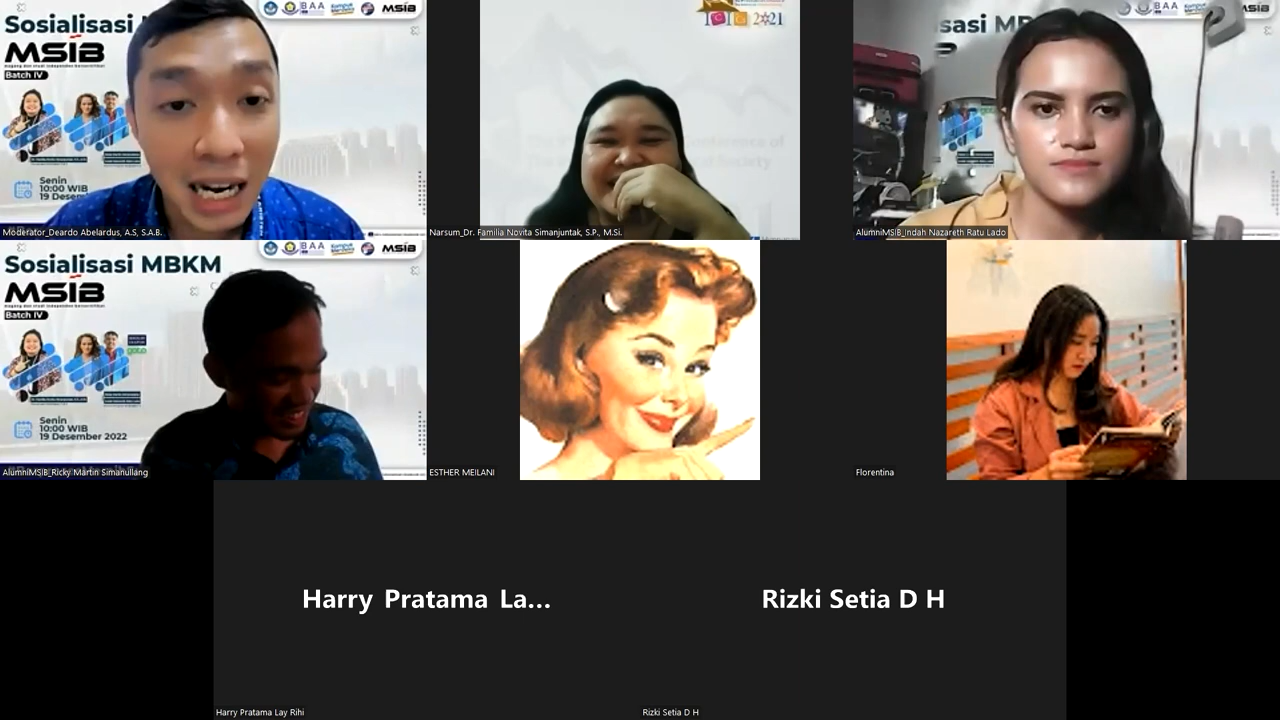 Sosialisasi
BAA
MSIB
MSIB
Batch IV
Senin
10:00 WIB
19 Desem
Moderator_Deardo Abelardus, A.S, S.A.B.
2021
Narsum_Dr. Familia Novita Simanjuntak, S.P., M.Si.
BAA
AlumniMSIB_Indah Nazareth Ratu Lado
BAA
MSIB
Sosialisasi MBKM
MSIB
Batch IV
Senin
10:00 WIB
19 Desember 2022
AlumniMSIB_Ricky Martin Simanullang
ESTHER MEILANI
Florentina
Harry Pratama La...
Rizki Setia D H
Harry Pratama Lay Rihi
Rizki Setia D H